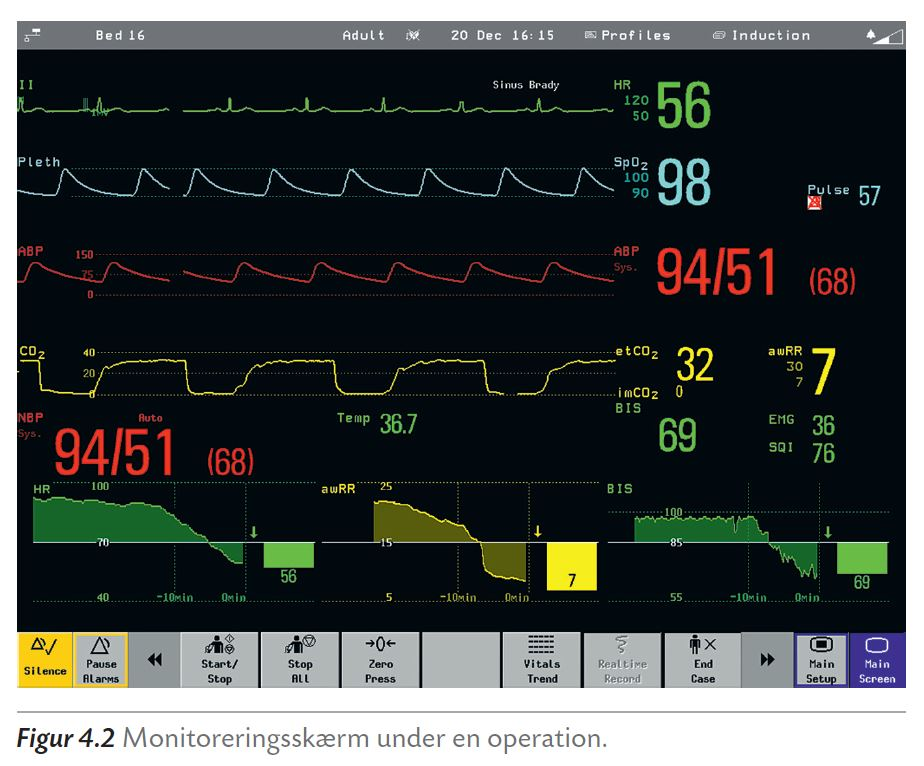 Bed 16 Adult 20 Dec 16:15 Profiles Induction
II Sinus Brady HR
120
50
56
1mV
Pleth SpO₂
100
90
98
Pulse 57
ABP 150
75
0
ABP
Sys.
94/51 (68)
CO₂ 40
20
0
etCO₂ 32
imCO₂ 0
awRR
30
7
7
NBP Auto
Sys.
94/51 (68)
Temp 36.7
BIS
69
EMG 36
SQI 76
HR 100
70
40 -10min 0min
56
awRR 25
15
5 -10min 0min
7
BIS 100
85
55 -10min 0min
69
Silence
Pause
Alarms
Start/
Stop
Stop
All
→0←
Zero
Press
Vitals
Trend
Realtime
Record
End
Case
Main
Setup
Main
Screen
Figur 4.2 Monitoreringsskærm under en operation.